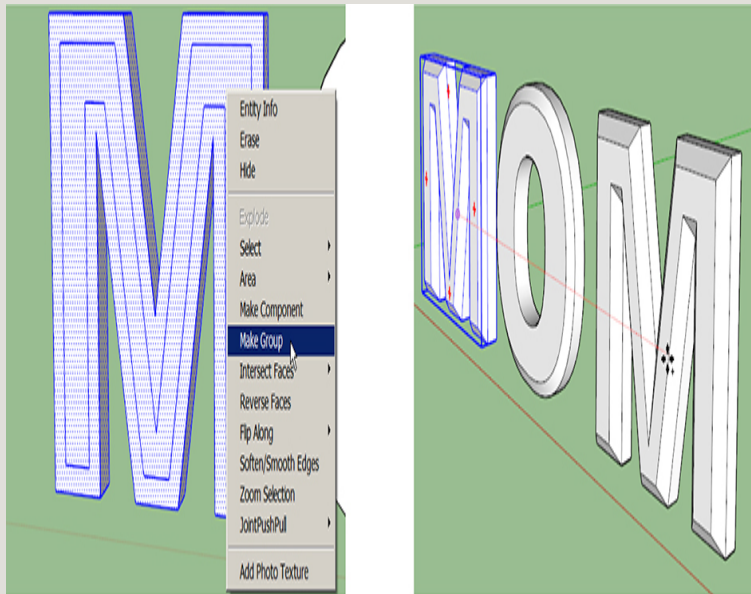 M
Entity Info
Erase
Hide
Explode
Select
Area
Make Component
Make Group
Intersect Faces
Reverse Faces
Flip Along
Soften/Smooth Edges
Zoom Selection
JointPushPull
Add Photo Texture
MOM